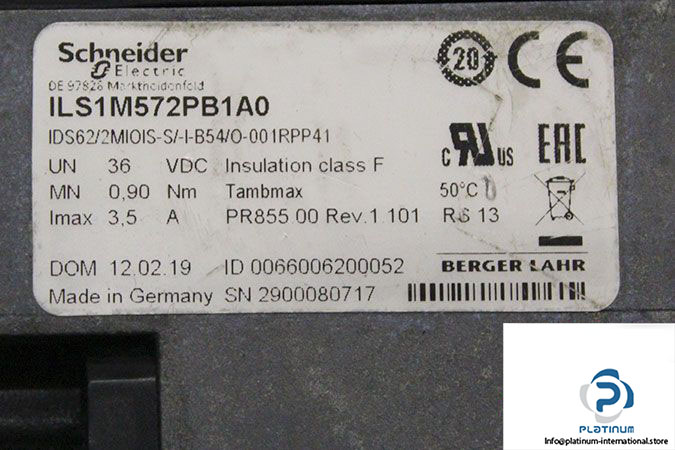 Schneider
Electric
DE 97828 Marktheidenfeld
20
CE
ILS1M572PB1A0
IDS62/2MIOIS-S/-I-B54/O-001RPP41
c RU US
EAC
UN 36 VDC Insulation class F
MN 0,90 Nm Tambmax 50°C
Imax 3,5 A PR855 00 Rev.1 101 RS 13
DOM 12.02.19 ID 0066006200052
BERGER LAHR
Made in Germany SN 2900080717
P
PLATINUM
Info@platinum-international.store